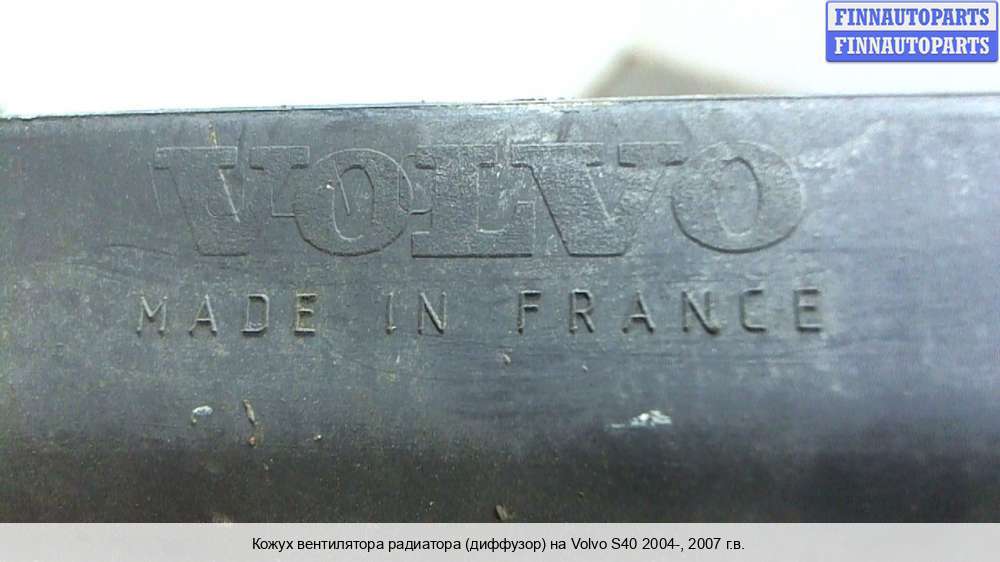 FINNAUTOPARTS
FINNAUTOPARTS
VOLVO
MADE IN FRANCE
Кожух вентилятора радиатора (диффузор) на Volvo S40 2004-, 2007 г.в.